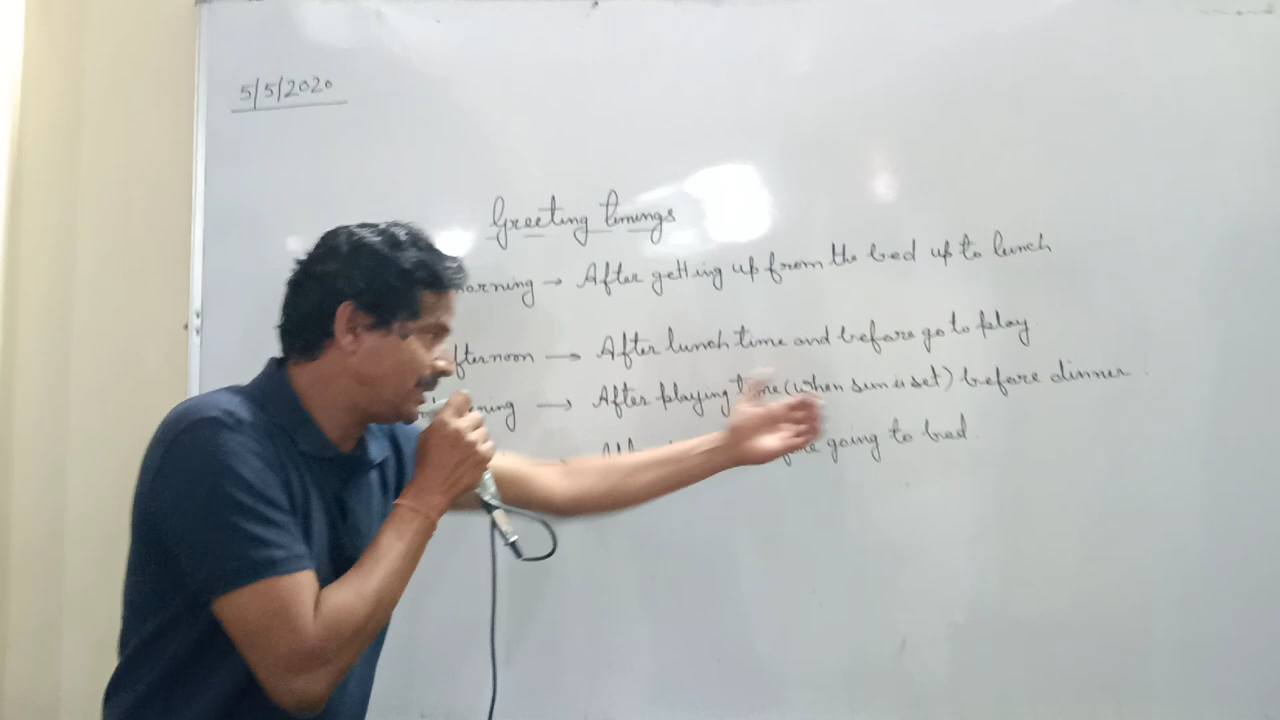 5/5/2020
Greeting timings
morning → After getting up from the bed up to lunch
fternoon → After lunch time and before go to play
ning → After playing time (when sun is set) before dinner.
going to bed.